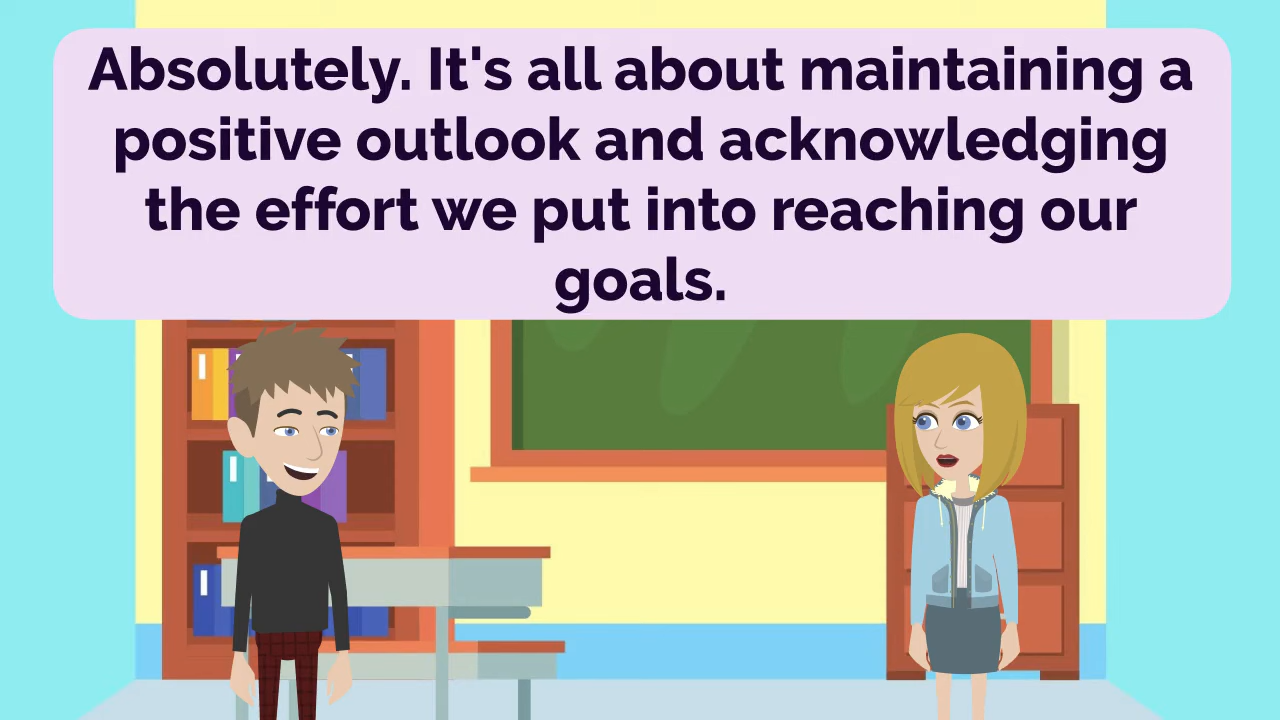 Absolutely. It's all about maintaining a
positive outlook and acknowledging
the effort we put into reaching our
goals.